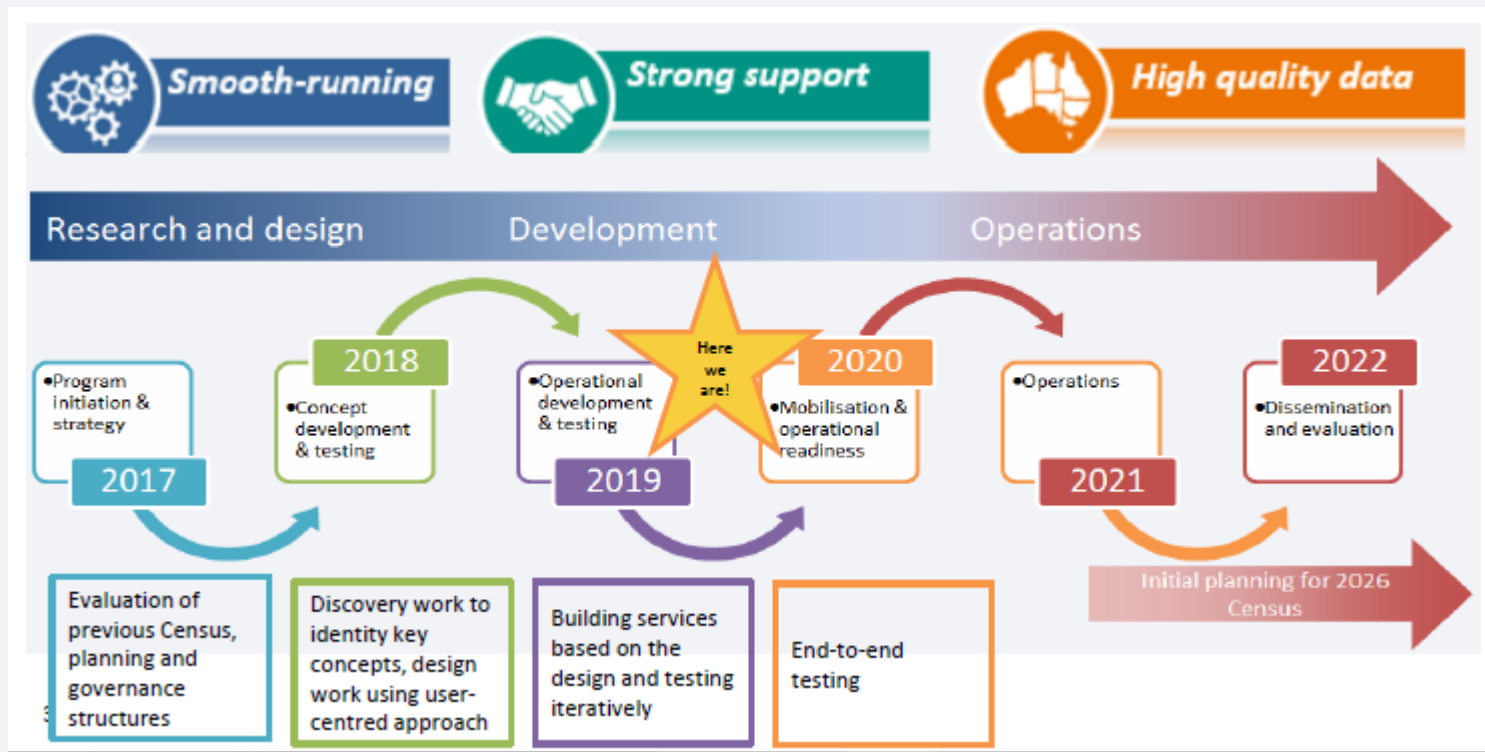 Smooth-running
Strong support
High quality data
Research and design
Development
Operations
•Program
initiation &
strategy
2017
2018
•Concept
development
& testing
•Operational
development
& testing
2019
Here
we
are!
2020
•Mobilisation &
operational
readiness
•Operations
2021
2022
•Dissemination
and evaluation
Initial planning for 2026
Census
Evaluation of
previous Census,
planning and
governance
structures
Discovery work to
identity key
concepts, design
work using user-
centred approach
Building services
based on the
design and testing
iteratively
End-to-end
testing